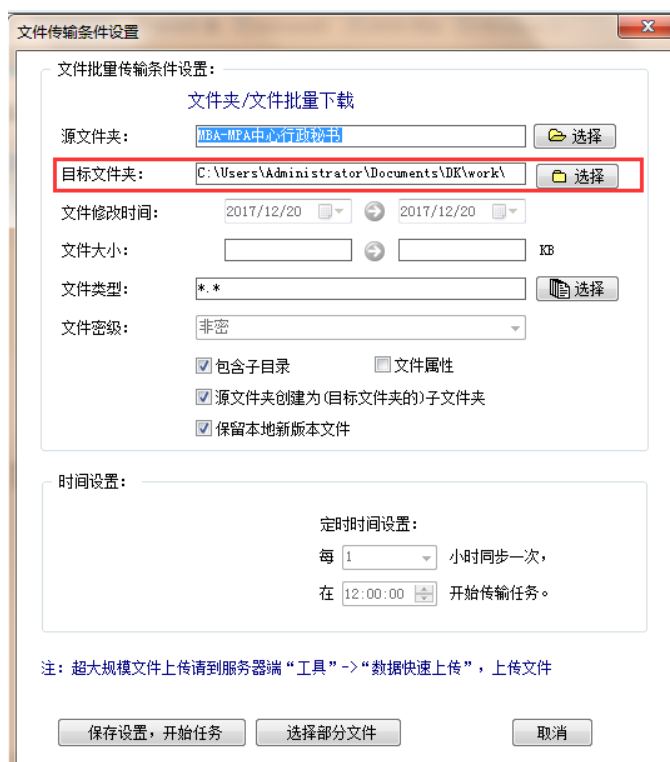 文件传输条件设置
文件批量传输条件设置：
文件夹/文件批量下载
源文件夹： MBA-MPA中心行政秘书 选择
目标文件夹： C:\Users\Administrator\Documents\DK\work\ 选择
文件修改时间： 2017/12/20 2017/12/20
文件大小： KB
文件类型： *.* 选择
文件密级： 非密
包含子目录 文件属性
源文件夹创建为(目标文件夹的)子文件夹
保留本地新版本文件
时间设置：
定时时间设置：
每 1 小时同步一次，
在 12:00:00 开始传输任务。
注：超大规模文件上传请到服务器端“工具”->“数据快速上传”，上传文件
保存设置，开始任务 选择部分文件 取消